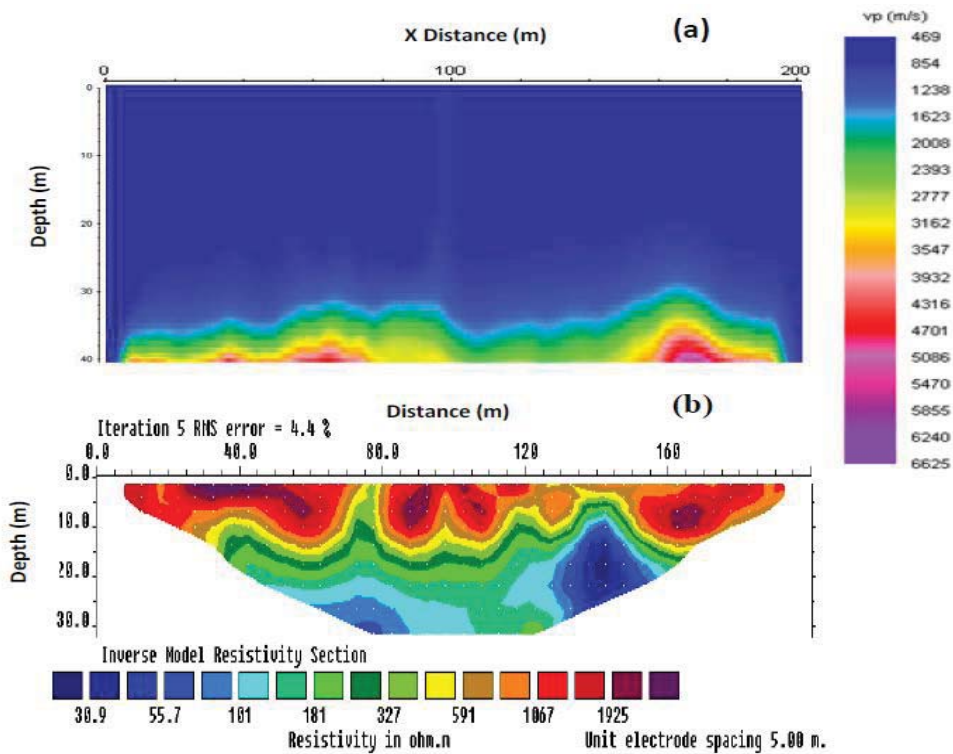 X Distance (m)
(a)
0 100 200
Depth (m)
0
10
20
30
40
vp (m/s)
469
854
1238
1623
2008
2393
2777
3162
3547
3932
4316
4701
5086
5470
5855
6240
6625
Distance (m)
(b)
Iteration 5 RMS error = 4.4 %
0.0 40.0 80.0 120 160
Depth (m)
0.0
10.0
20.0
30.0
Inverse Model Resistivity Section
30.9 55.7 101 181 327 591 1067 1925
Resistivity in ohm.m
Unit electrode spacing 5.00 m.